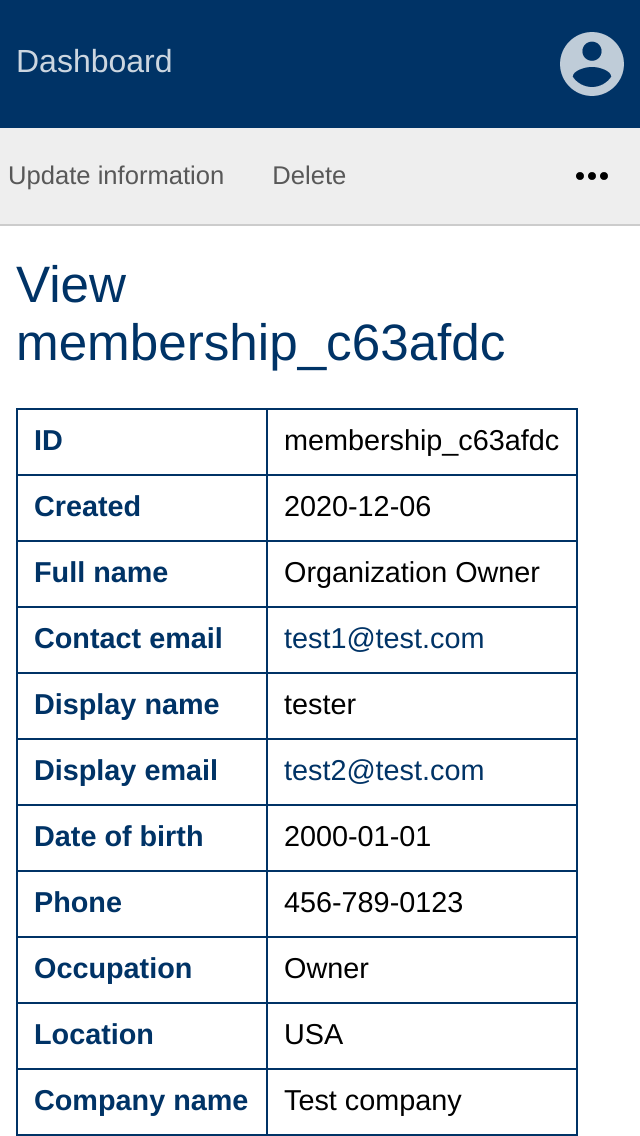 Dashboard
Update information Delete •••
View
membership_c63afdc
ID membership_c63afdc
Created 2020-12-06
Full name Organization Owner
Contact email test1@test.com
Display name tester
Display email test2@test.com
Date of birth 2000-01-01
Phone 456-789-0123
Occupation Owner
Location USA
Company name Test company